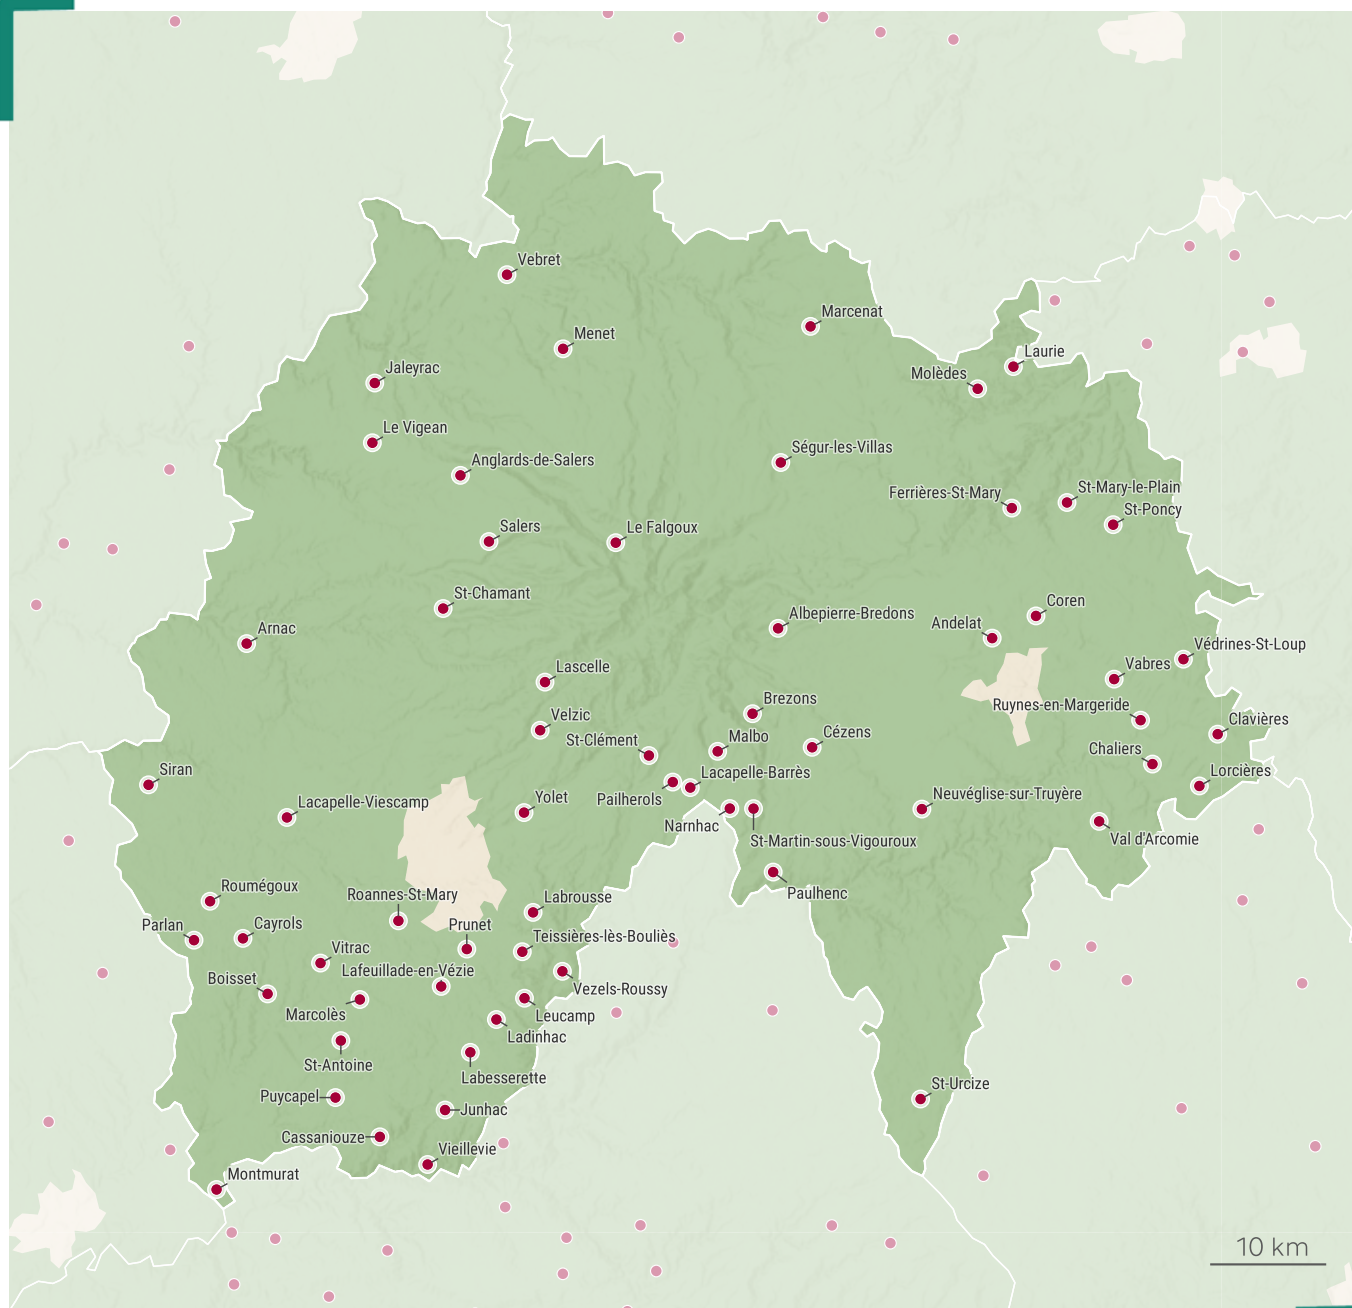 Vebret
Marcenat
Menet
Laurie
Jaleyrac
Molèdes
Le Vigean
Ségur-les-Villas
Anglards-de-Salers
St-Mary-le-Plain
Ferrières-St-Mary
St-Poncy
Salers
Le Falgoux
St-Chamant
Coren
Albepierre-Bredons
Andelat
Arnac
Védrines-St-Loup
Vabres
Lascelle
Brezons
Ruynes-en-Margeride
Velzic
Clavières
Cézens
Malbo
St-Clément
Chaliers
Siran
Lorcières
Lacapelle-Barrès
Neuvéglise-sur-Truyère
Yolet
Pailherols
Lacapelle-Viescamp
Narnhac
Val d'Arcomie
St-Martin-sous-Vigouroux
Roumégoux
Paulhenc
Roannes-St-Mary
Labrousse
Cayrols
Parlan
Prunet
Teissières-lès-Bouliès
Vitrac
Lafeuillade-en-Vézie
Boisset
Vezels-Roussy
Marcolès
Leucamp
Ladinhac
St-Antoine
Labesserette
St-Urcize
Puycapel
Junhac
Cassaniouze
Vieillevie
Montmurat
10 km